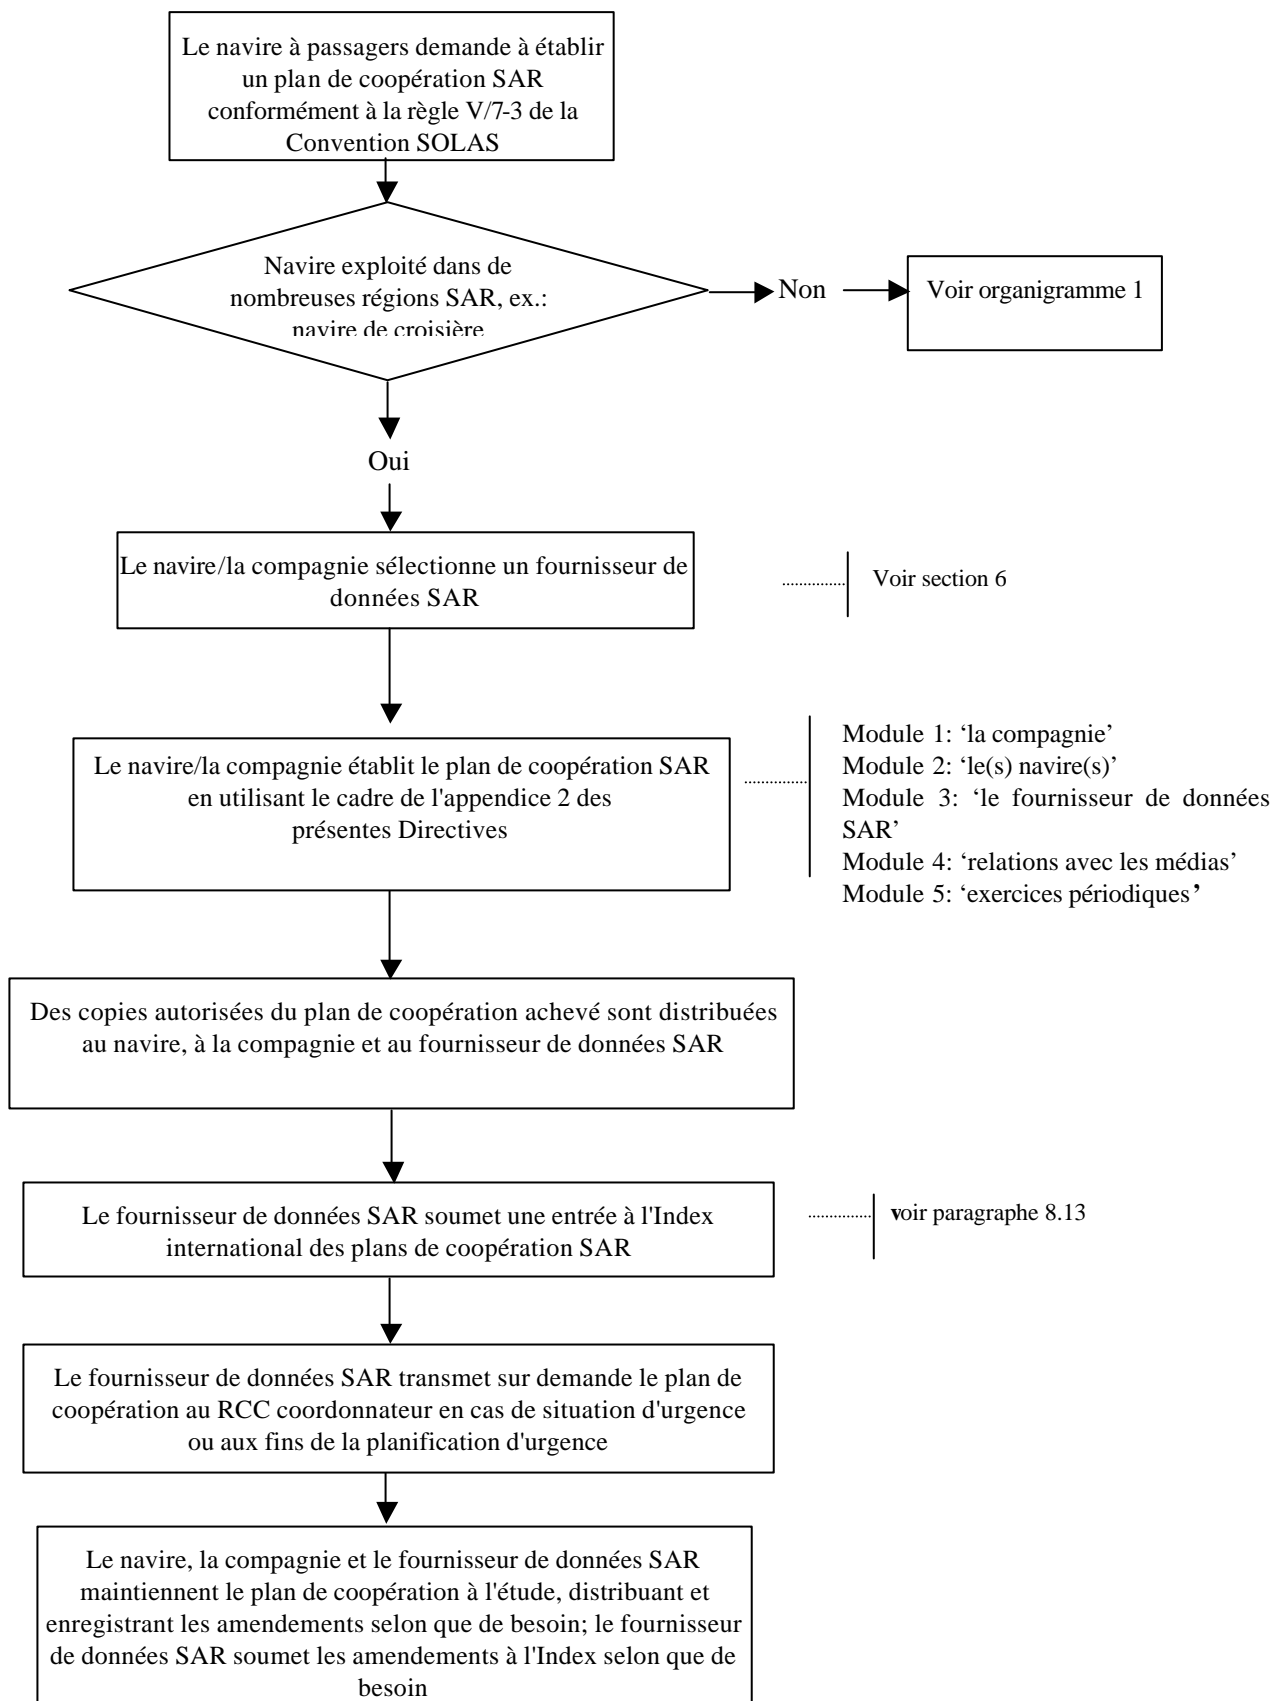 Le navire à passagers demande à établir
un plan de coopération SAR
conformément à la règle V/7-3 de la
Convention SOLAS
Navire exploité dans de
nombreuses régions SAR, ex.:
navire de croisière
Non
Voir organigramme 1
Oui
Le navire/la compagnie sélectionne un fournisseur de
données SAR
Voir section 6
Le navire/la compagnie établit le plan de coopération SAR
en utilisant le cadre de l'appendice 2 des
présentes Directives
Module 1: ‘la compagnie’
Module 2: ‘le(s) navire(s)’
Module 3: ‘le fournisseur de données
SAR’
Module 4: ‘relations avec les médias’
Module 5: ‘exercices périodiques’
Des copies autorisées du plan de coopération achevé sont distribuées
au navire, à la compagnie et au fournisseur de données SAR
Le fournisseur de données SAR soumet une entrée à l'Index
international des plans de coopération SAR
voir paragraphe 8.13
Le fournisseur de données SAR transmet sur demande le plan de
coopération au RCC coordonnateur en cas de situation d'urgence
ou aux fins de la planification d'urgence
Le navire, la compagnie et le fournisseur de données SAR
maintiennent le plan de coopération à l'étude, distribuant et
enregistrant les amendements selon que de besoin; le fournisseur
de données SAR soumet les amendements à l'Index selon que de
besoin